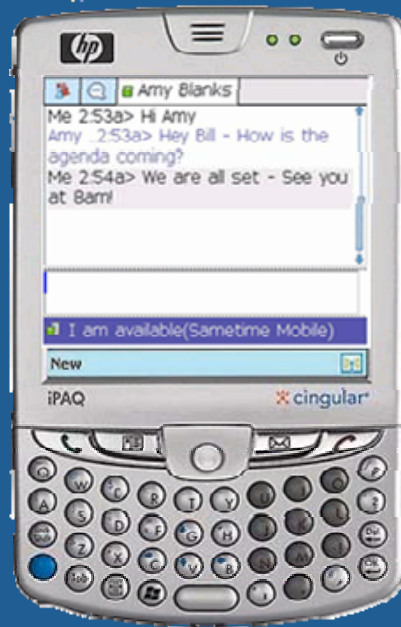 hp
Amy Blanks
Me 2:53a> Hi Amy
Amy 2:53a> Hey Bill - How is the
agenda coming?
Me 2:54a> We are all set - See you
at 8am!
I am available(Sametime Mobile)
New
iPAQ
cingular
W E R T Y U I O P
A S D F G H J K L
Z X C V B N M